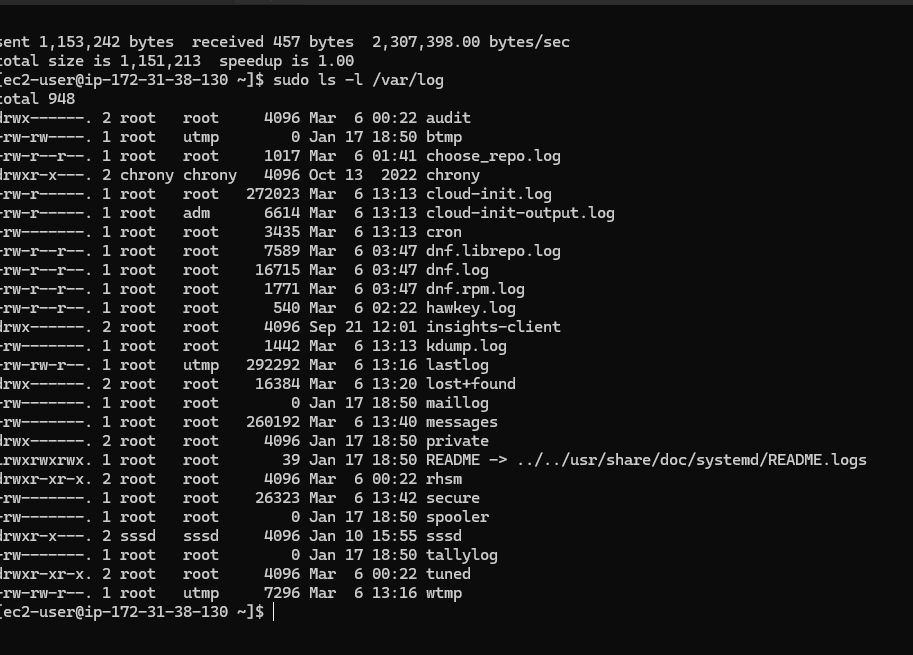 sent 1,153,242 bytes  received 457 bytes  2,307,398.00 bytes/sec
total size is 1,151,213  speedup is 1.00
[ec2-user@ip-172-31-38-130 ~]$ sudo ls -l /var/log
total 948
drwx------. 2 root   root     4096 Mar  6 00:22 audit
-rw-rw----. 1 root   utmp        0 Jan 17 18:50 btmp
-rw-r--r--. 1 root   root     1017 Mar  6 01:41 choose_repo.log
drwxr-x---. 2 chrony chrony   4096 Oct 13  2022 chrony
-rw-r-----. 1 root   root   272023 Mar  6 13:13 cloud-init.log
-rw-r-----. 1 root   adm      6614 Mar  6 13:13 cloud-init-output.log
-rw-------. 1 root   root     3435 Mar  6 13:13 cron
-rw-r--r--. 1 root   root     7589 Mar  6 03:47 dnf.librepo.log
-rw-r--r--. 1 root   root    16715 Mar  6 03:47 dnf.log
-rw-r--r--. 1 root   root     1771 Mar  6 03:47 dnf.rpm.log
-rw-r--r--. 1 root   root      540 Mar  6 02:22 hawkey.log
drwx------. 2 root   root     4096 Sep 21 12:01 insights-client
-rw-------. 1 root   root     1442 Mar  6 13:13 kdump.log
-rw-rw-r--. 1 root   utmp   292292 Mar  6 13:16 lastlog
drwx------. 2 root   root    16384 Mar  6 13:20 lost+found
-rw-------. 1 root   root        0 Jan 17 18:50 maillog
-rw-------. 1 root   root   260192 Mar  6 13:40 messages
drwx------. 2 root   root     4096 Jan 17 18:50 private
lrwxrwxrwx. 1 root   root       39 Jan 17 18:50 README -> ../../usr/share/doc/systemd/README.logs
drwxr-xr-x. 2 root   root     4096 Mar  6 00:22 rhsm
-rw-------. 1 root   root    26323 Mar  6 13:42 secure
-rw-------. 1 root   root        0 Jan 17 18:50 spooler
drwxr-x---. 2 sssd   sssd     4096 Jan 10 15:55 sssd
-rw-------. 1 root   root        0 Jan 17 18:50 tallylog
drwxr-xr-x. 2 root   root     4096 Mar  6 00:22 tuned
-rw-rw-r--. 1 root   utmp     7296 Mar  6 13:16 wtmp
[ec2-user@ip-172-31-38-130 ~]$